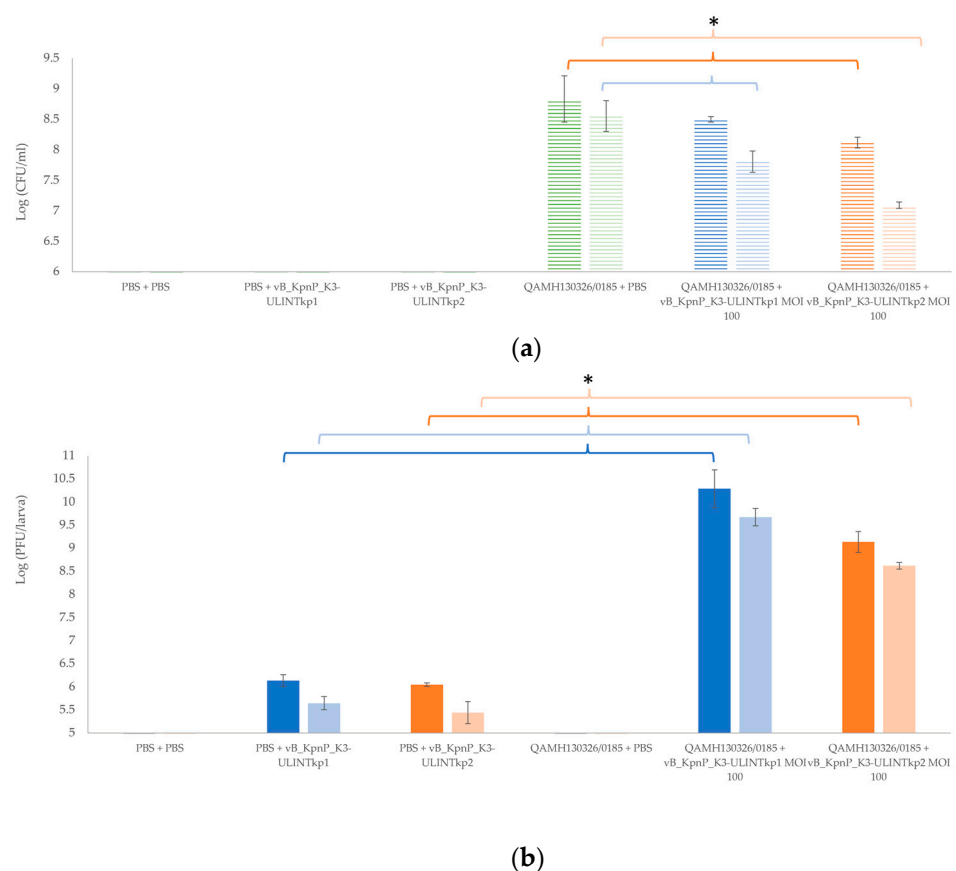 *
9.5
9
8.5
8
7.5
7
6.5
6
Log (CFU/ml)
PBS + PBS
PBS + vB_KpnP_K3-
ULINTkp1
PBS + vB_KpnP_K3-
ULINTkp2
QAMH130326/0185 + PBS
QAMH130326/0185 +
vB_KpnP_K3-ULINTkp1 MOI
100
QAMH130326/0185 +
vB_KpnP_K3-ULINTkp2 MOI
100
(a)
*
11
10.5
10
9.5
9
8.5
8
7.5
7
6.5
6
5.5
5
Log (PFU/larva)
PBS + PBS
PBS + vB_KpnP_K3-
ULINTkp1
PBS + vB_KpnP_K3-
ULINTkp2
QAMH130326/0185 + PBS
QAMH130326/0185 +
vB_KpnP_K3-ULINTkp1 MOI
100
QAMH130326/0185 +
vB_KpnP_K3-ULINTkp2 MOI
100
(b)